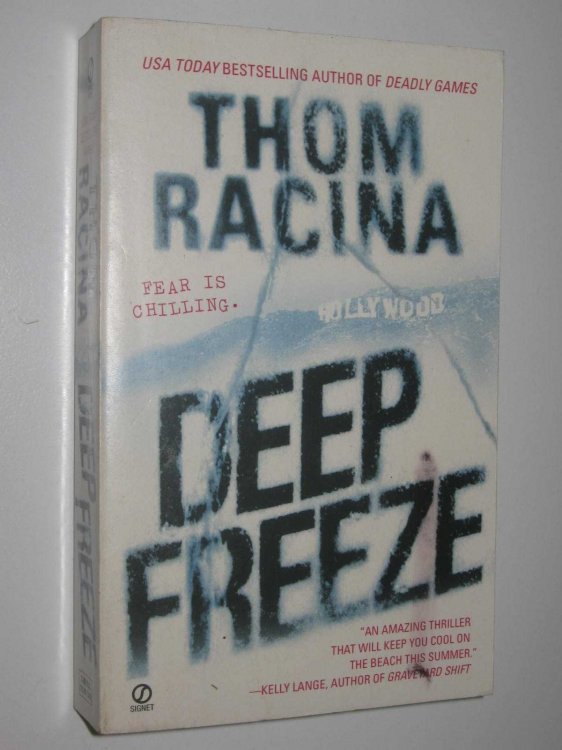 USA TODAY BESTSELLING AUTHOR OF DEADLY GAMES
THOM
RACINA
FEAR IS
CHILLING.
HOLLYWOOD
DEEP
FREEZE
"AN AMAZING THRILLER
THAT WILL KEEP YOU COOL ON
THE BEACH THIS SUMMER."
—KELLY LANGE, AUTHOR OF GRAVEYARD SHIFT
SIGNET
RACINA
DEEP FREEZE